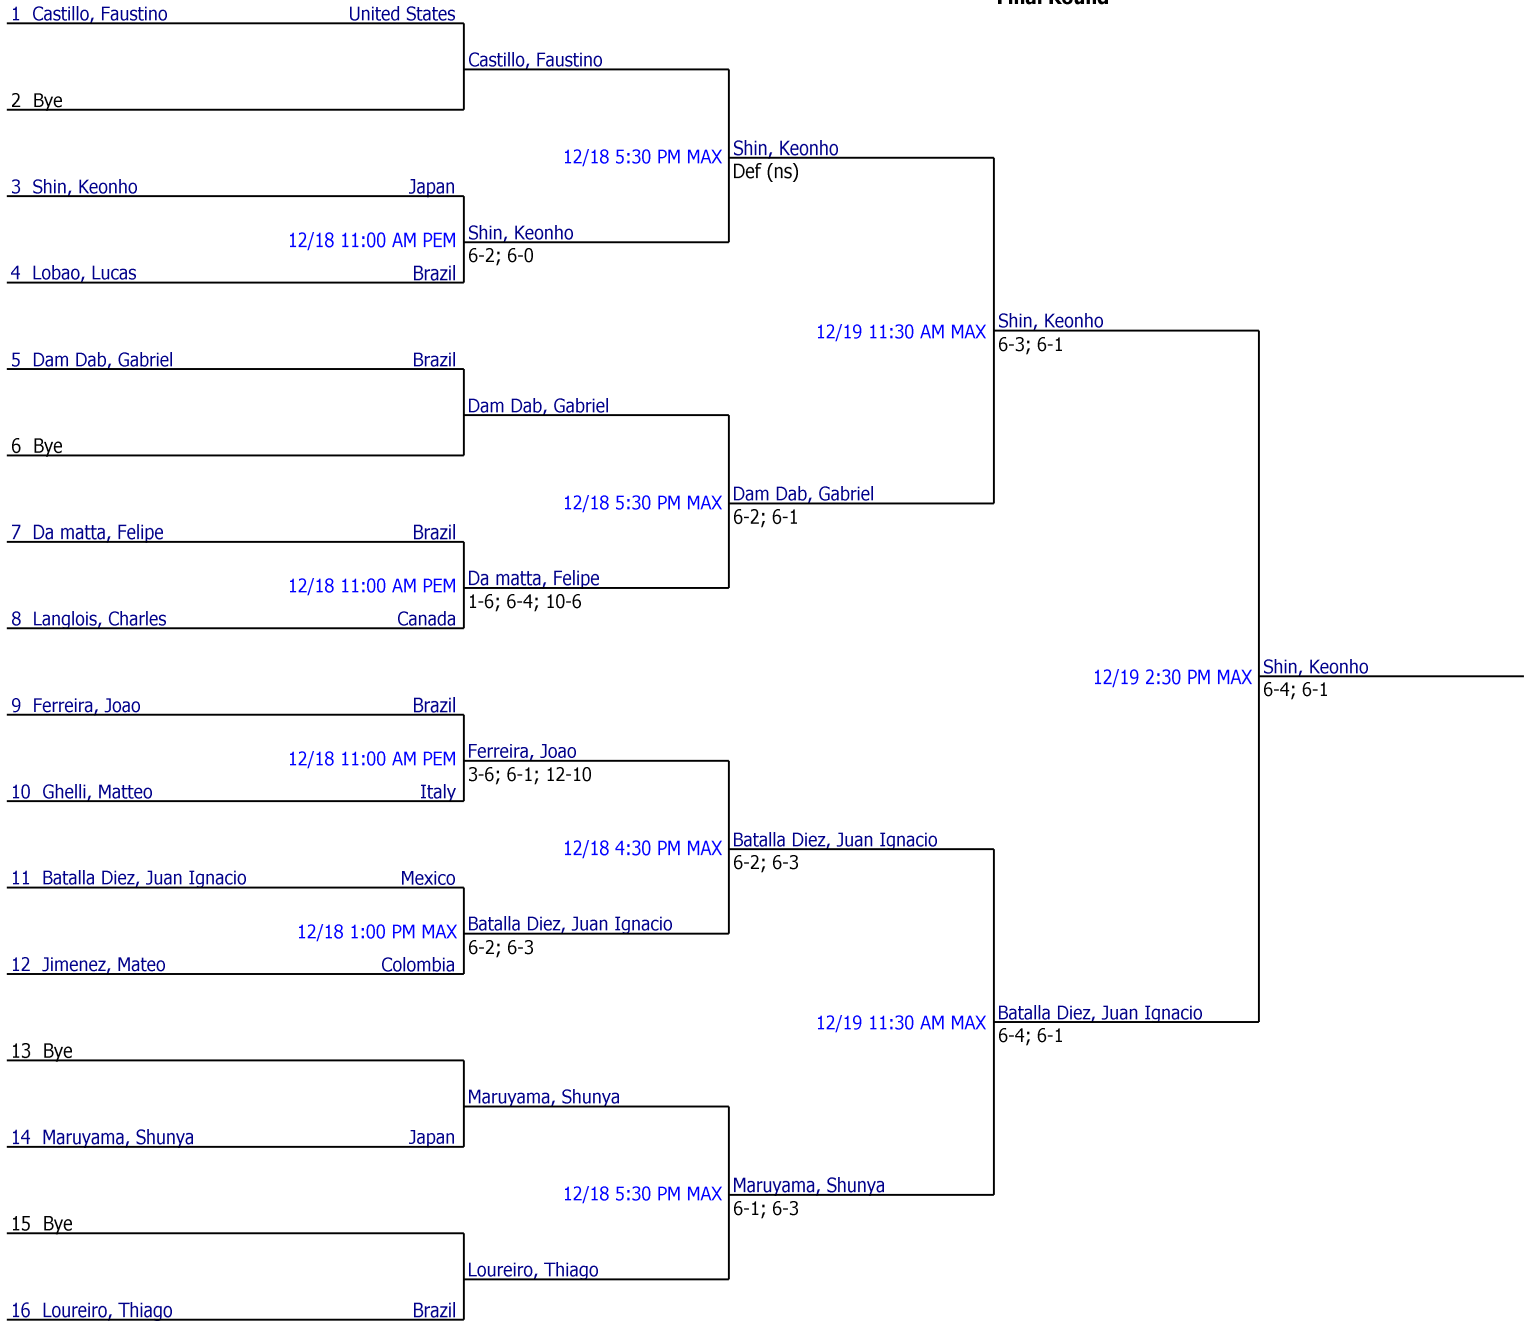 Final Round
1 Castillo, Faustino United States
Castillo, Faustino
2 Bye
12/18 5:30 PM MAX Shin, Keonho
Def (ns)
3 Shin, Keonho Japan
12/18 11:00 AM PEM Shin, Keonho
6-2; 6-0
4 Lobao, Lucas Brazil
12/19 11:30 AM MAX Shin, Keonho
6-3; 6-1
5 Dam Dab, Gabriel Brazil
Dam Dab, Gabriel
6 Bye
12/18 5:30 PM MAX Dam Dab, Gabriel
6-2; 6-1
7 Da matta, Felipe Brazil
12/18 11:00 AM PEM Da matta, Felipe
1-6; 6-4; 10-6
8 Langlois, Charles Canada
12/19 2:30 PM MAX Shin, Keonho
6-4; 6-1
9 Ferreira, Joao Brazil
12/18 11:00 AM PEM Ferreira, Joao
3-6; 6-1; 12-10
10 Ghelli, Matteo Italy
12/18 4:30 PM MAX Batalla Diez, Juan Ignacio
6-2; 6-3
11 Batalla Diez, Juan Ignacio Mexico
12/18 1:00 PM MAX Batalla Diez, Juan Ignacio
6-2; 6-3
12 Jimenez, Mateo Colombia
12/19 11:30 AM MAX Batalla Diez, Juan Ignacio
6-4; 6-1
13 Bye
Maruyama, Shunya
14 Maruyama, Shunya Japan
12/18 5:30 PM MAX Maruyama, Shunya
6-1; 6-3
15 Bye
Loureiro, Thiago
16 Loureiro, Thiago Brazil